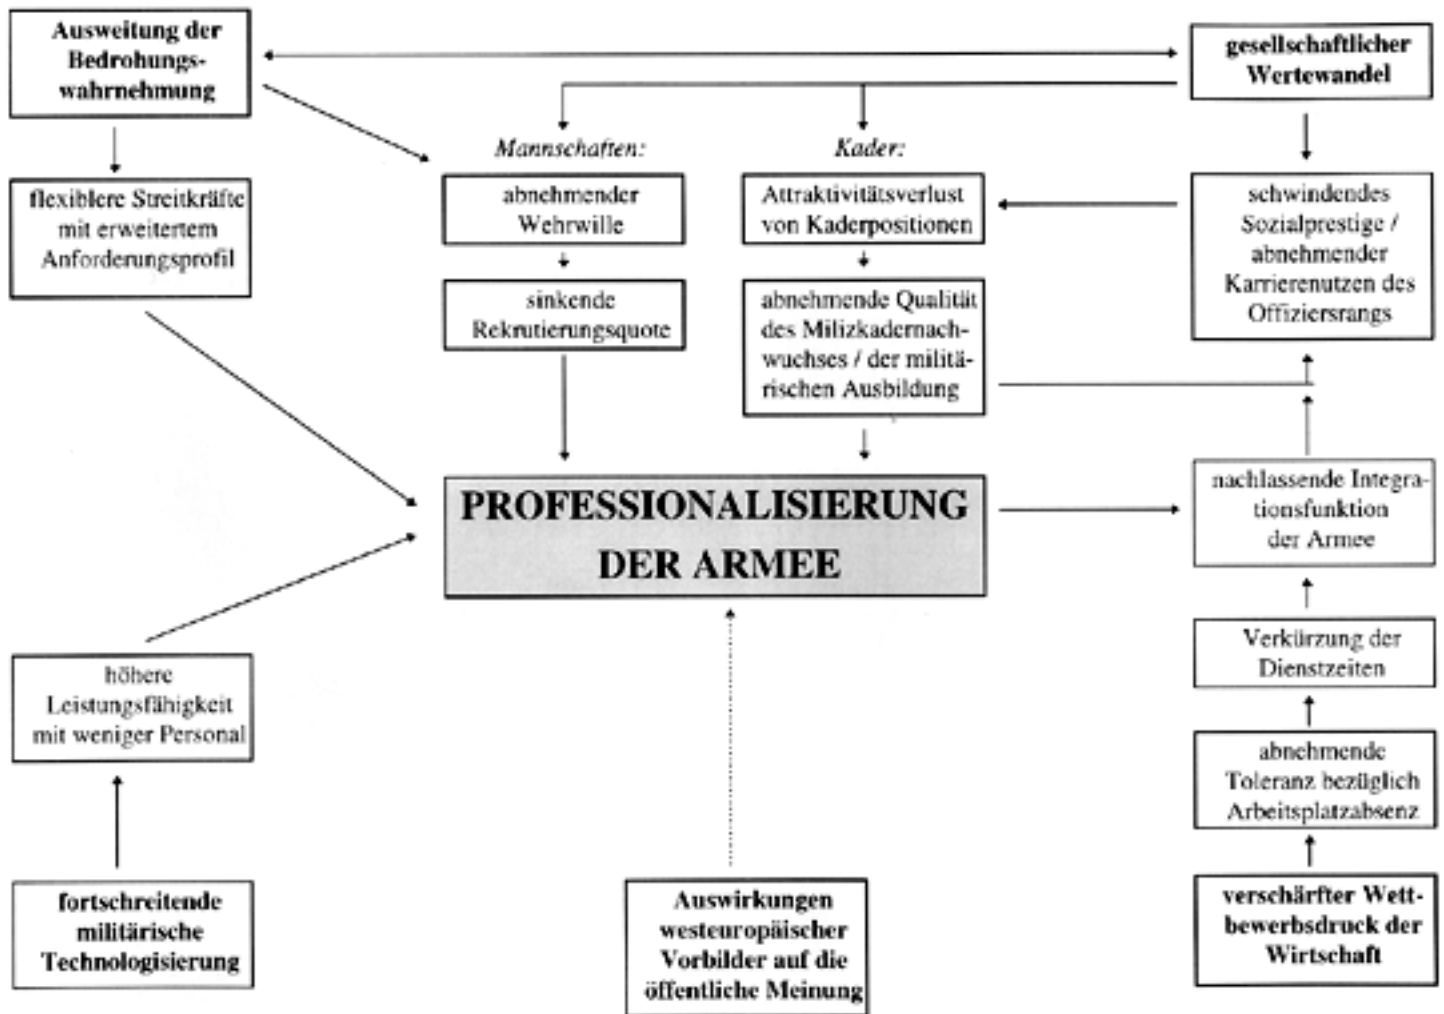 Ausweitung der
Bedrohungs-
wahrnehmung
gesellschaftlicher
Wertewandel
Mannschaften:
Kader:
flexiblere Streitkräfte
mit erweitertem
Anforderungsprofil
abnehmender
Wehrwille
Attraktivitätsverlust
von Kaderpositionen
schwindendes
Sozialprestige /
abnehmender
Karrierenutzen des
Offiziersrangs
sinkende
Rekrutierungsquote
abnehmende Qualität
des Milizkadernach-
wuchses / der militä-
rischen Ausbildung
PROFESSIONALISIERUNG
DER ARMEE
nachlassende Integra-
tionsfunktion
der Armee
Verkürzung der
Dienstzeiten
höhere
Leistungsfähigkeit
mit weniger Personal
abnehmende
Toleranz bezüglich
Arbeitsplatzabsenz
fortschreitende
militärische
Technologisierung
Auswirkungen
westeuropäischer
Vorbilder auf die
öffentliche Meinung
verschärfter Wett-
bewerbsdruck der
Wirtschaft